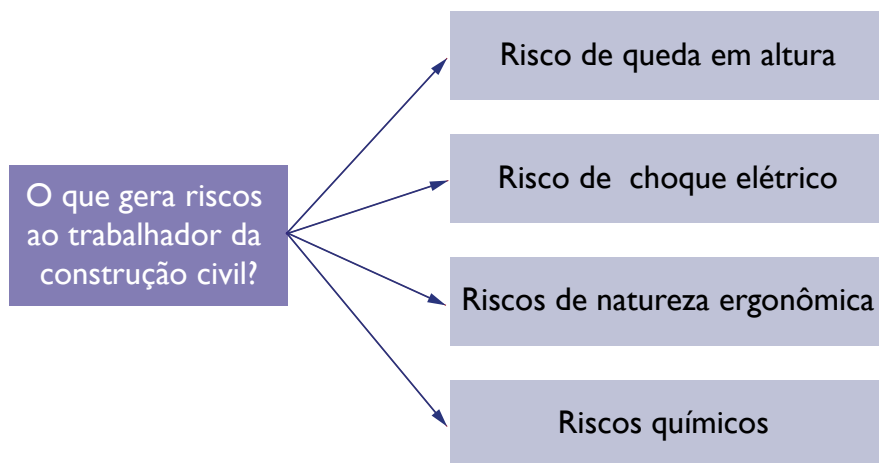 O que gera riscos
ao trabalhador da
construção civil?
Risco de queda em altura
Risco de choque elétrico
Riscos de natureza ergonômica
Riscos químicos